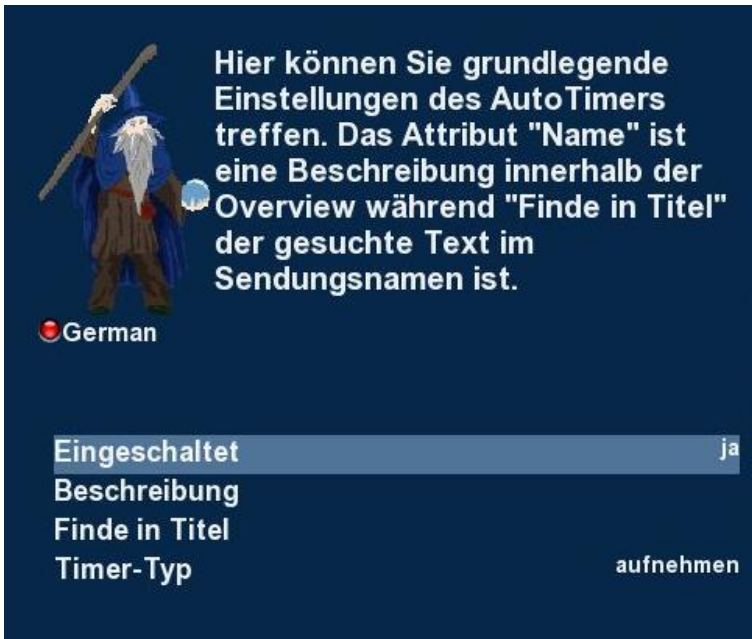 Hier können Sie grundlegende
Einstellungen des AutoTimers
treffen. Das Attribut "Name" ist
eine Beschreibung innerhalb der
Overview während "Finde in Titel"
der gesuchte Text im
Sendungsnamen ist.
German
Eingeschaltet ja
Beschreibung
Finde in Titel
Timer-Typ aufnehmen